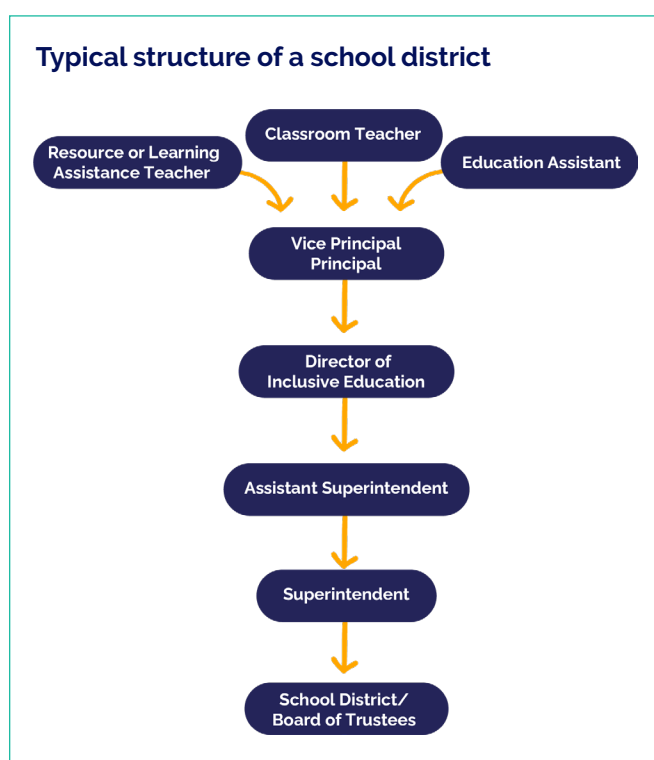 Typical structure of a school district
Classroom Teacher
Resource or Learning
Assistance Teacher
Education Assistant
Vice Principal
Principal
Director of
Inclusive Education
Assistant Superintendent
Superintendent
School District/
Board of Trustees